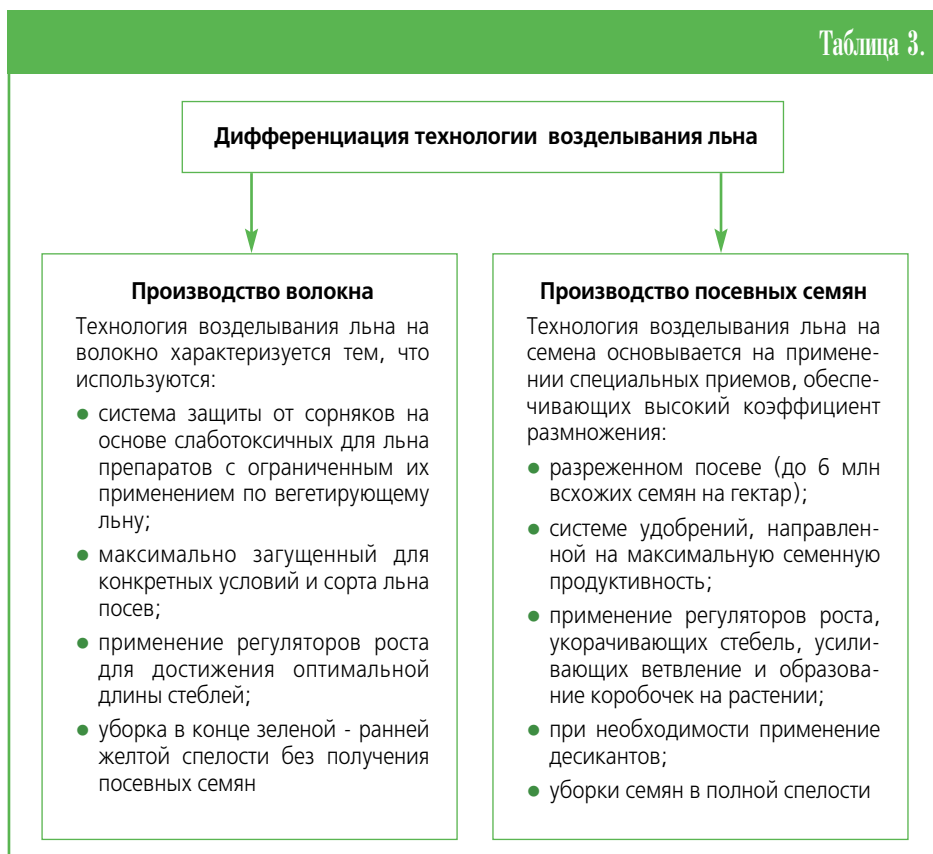 Таблица 3.
Дифференциация технологии возделывания льна
Производство волокна
Технология возделывания льна на
волокно характеризуется тем, что
используются:
● система защиты от сорняков на
основе слаботоксичных для льна
препаратов с ограниченным их
применением по вегетирующему
льну;
● максимально загущенный для
конкретных условий и сорта льна
посев;
● применение регуляторов роста
для достижения оптимальной
длины стеблей;
● уборка в конце зеленой - ранней
желтой спелости без получения
посевных семян
Производство посевных семян
Технология возделывания льна на
семена основывается на примене-
нии специальных приемов, обеспе-
чивающих высокий коэффициент
размножения:
● разреженном посеве (до 6 млн
всхожих семян на гектар);
● системе удобрений, направлен-
ной на максимальную семенную
продуктивность;
● применение регуляторов роста,
укорачивающих стебель, усили-
вающих ветвление и образова-
ние коробочек на растении;
● при необходимости применение
десикантов;
● уборки семян в полной спелости